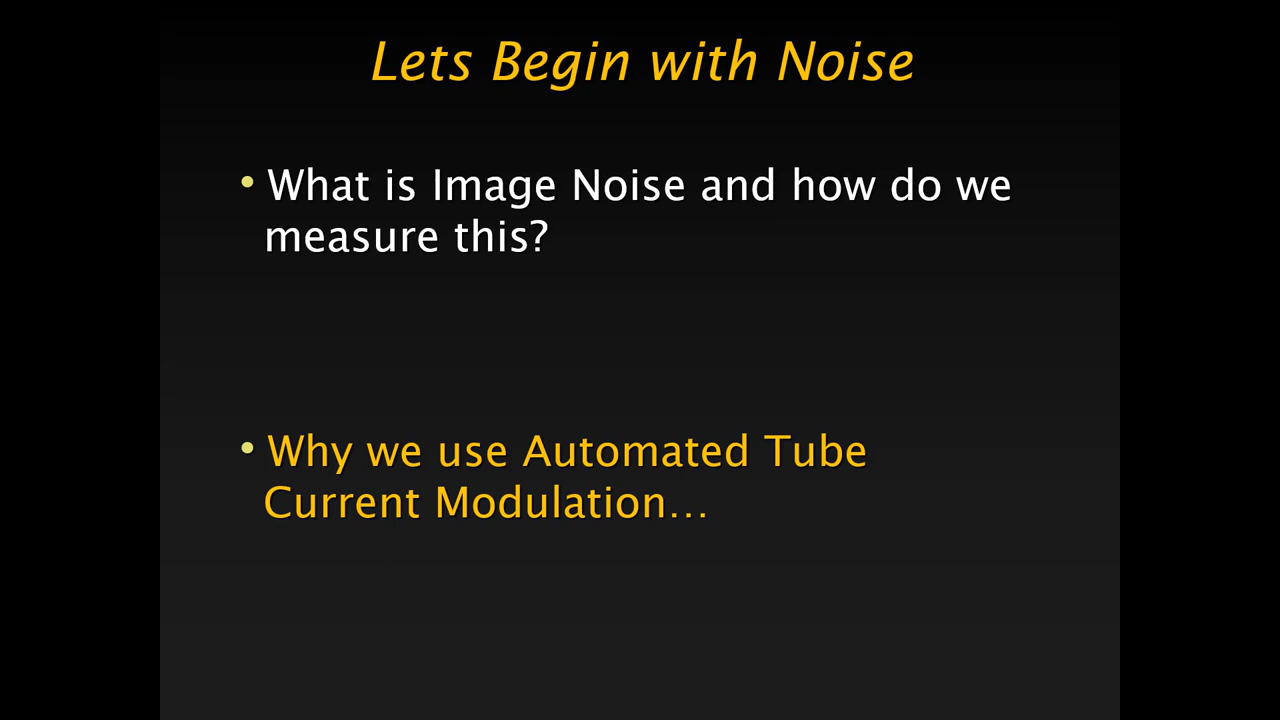 Lets Begin with Noise
• What is Image Noise and how do we
measure this?
• Why we use Automated Tube
Current Modulation...